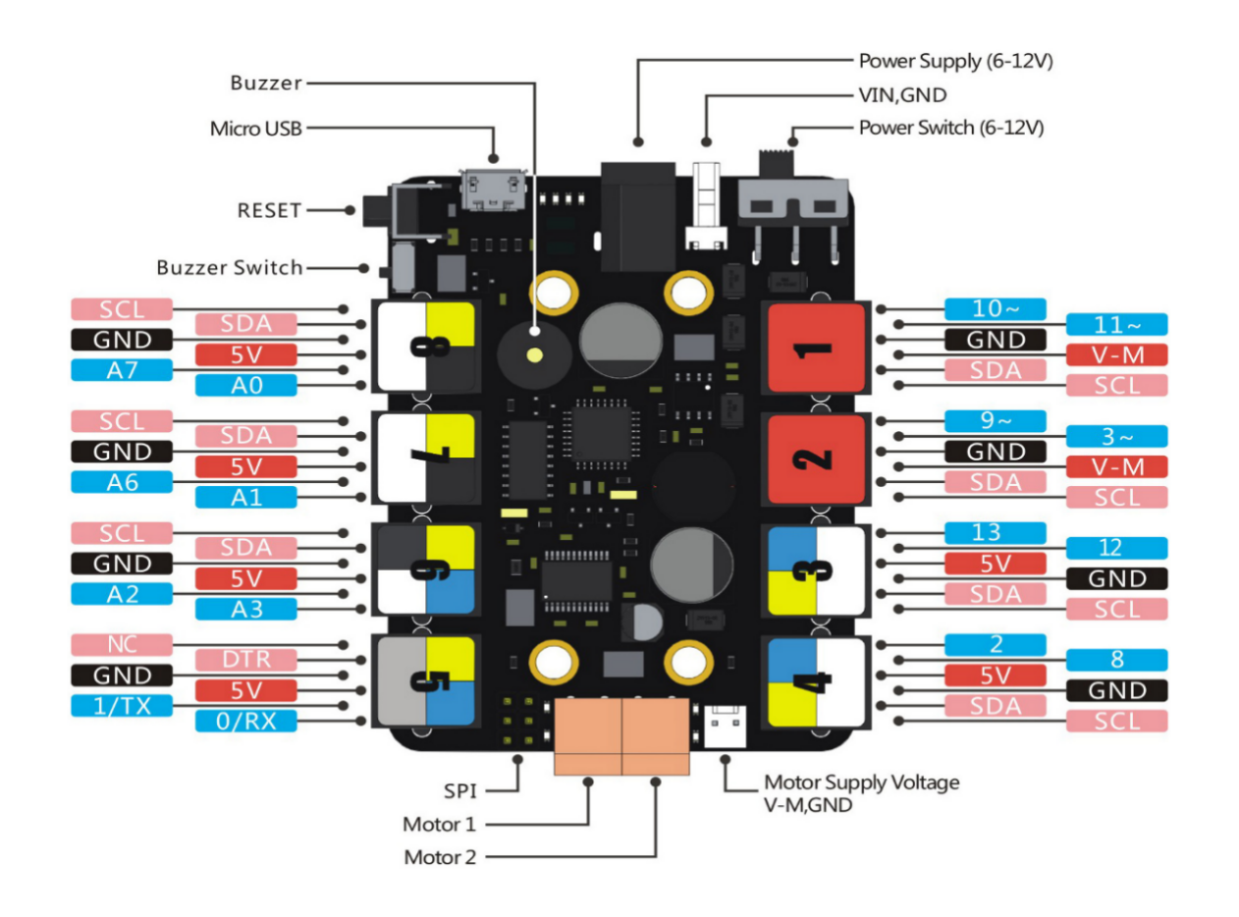 Power Supply (6-12V)
Buzzer
VIN,GND
Micro USB
Power Switch (6-12V)
RESET
Buzzer Switch
SCL
SDA
GND
5V
A7
A0
8
1
10~
11~
GND
V-M
SDA
SCL
SCL
SDA
GND
5V
A6
A1
7
2
9~
3~
GND
V-M
SDA
SCL
SCL
SDA
GND
5V
A2
A3
6
3
13
12
5V
GND
SDA
SCL
NC
DTR
GND
5V
1/TX
0/RX
5
4
2
8
5V
GND
SDA
SCL
SPI
Motor 1
Motor 2
Motor Supply Voltage
V-M,GND